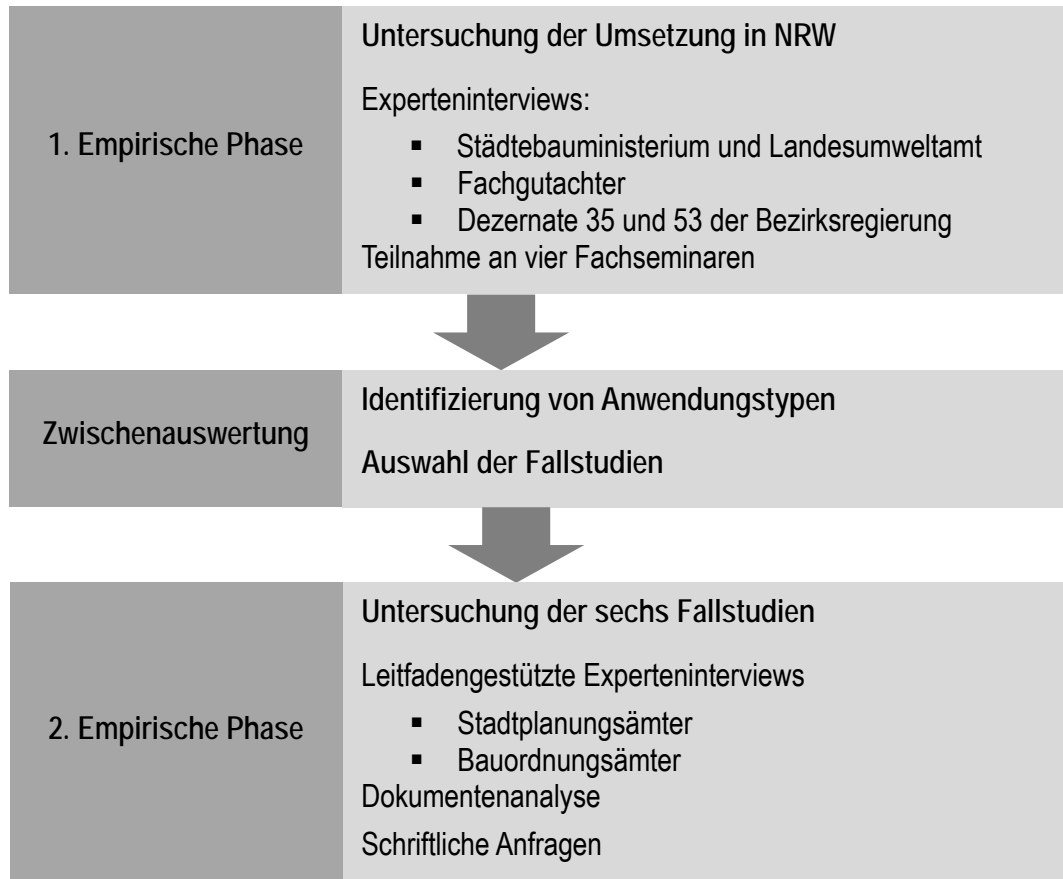 1. Empirische Phase
Untersuchung der Umsetzung in NRW
Experteninterviews:
▪ Städtebauministerium und Landesumweltamt
▪ Fachgutachter
▪ Dezernate 35 und 53 der Bezirksregierung
Teilnahme an vier Fachseminaren
Zwischenauswertung
Identifizierung von Anwendungstypen
Auswahl der Fallstudien
2. Empirische Phase
Untersuchung der sechs Fallstudien
Leitfadengestützte Experteninterviews
▪ Stadtplanungsämter
▪ Bauordnungsämter
Dokumentenanalyse
Schriftliche Anfragen